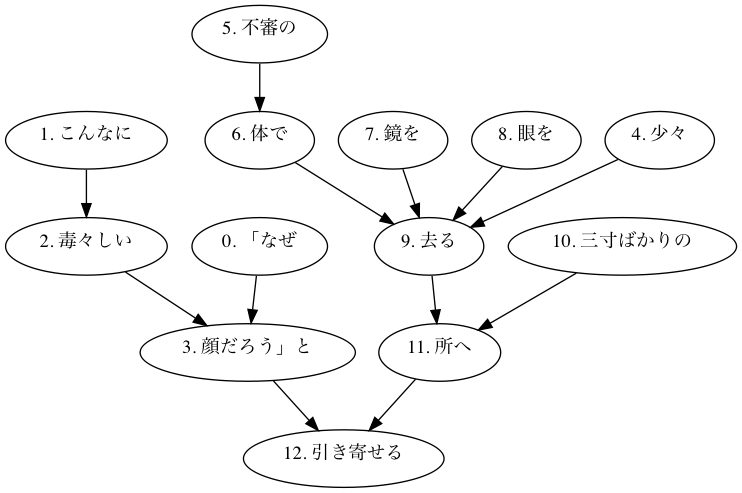 5. 不審の
1. こんなに
6. 体で
7. 鏡を
8. 眼を
4. 少々
2. 毒々しい
0. 「なぜ
9. 去る
10. 三寸ばかりの
3. 顔だろう」と
11. 所へ
12. 引き寄せる